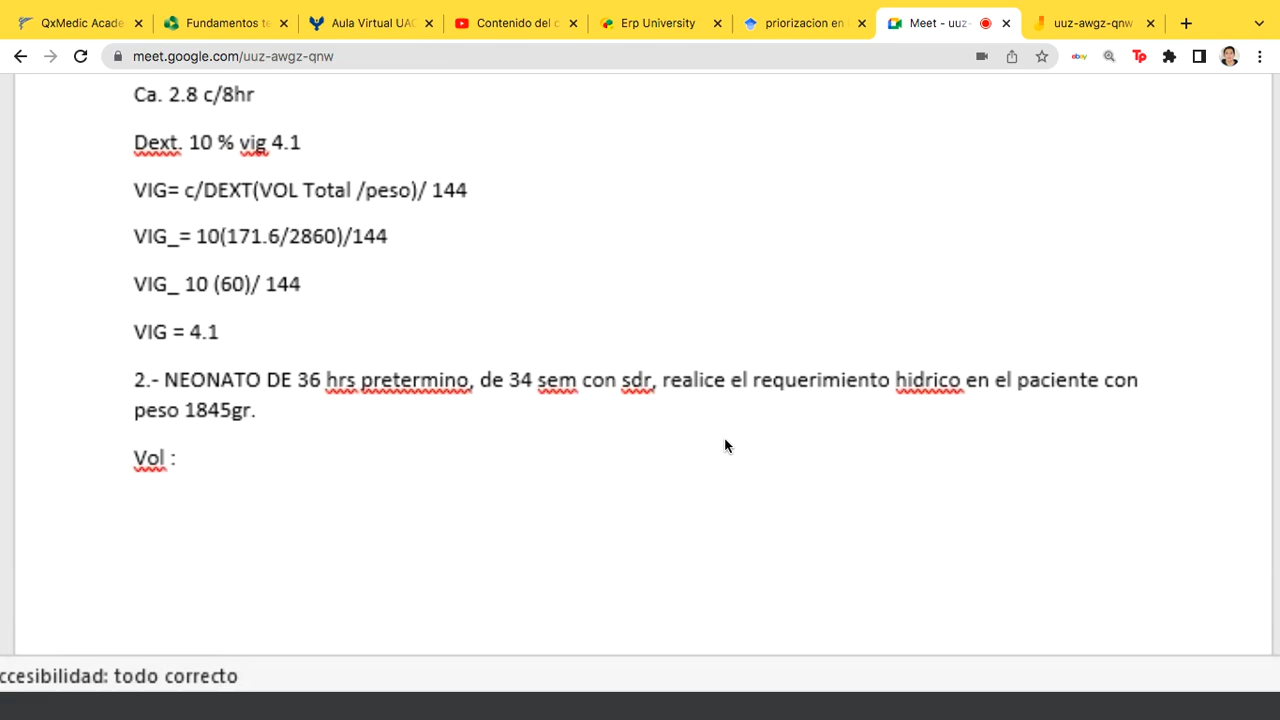 QxMedic Acade
Fundamentos te
Aula Virtual UAG
Contenido del c
Erp University
priorizacion en l
Meet - uuz-
uuz-awgz-qnw
meet.google.com/uuz-awgz-qnw
ebay
Tp
Ca. 2.8 c/8hr
Dext. 10 % vig 4.1
VIG= c/DEXT(VOL Total /peso)/ 144
VIG_= 10(171.6/2860)/144
VIG_ 10 (60)/ 144
VIG = 4.1
2.- NEONATO DE 36 hrs pretermino, de 34 sem con sdr, realice el requerimiento hidrico en el paciente con
peso 1845gr.
Vol :
ccesibilidad: todo correcto